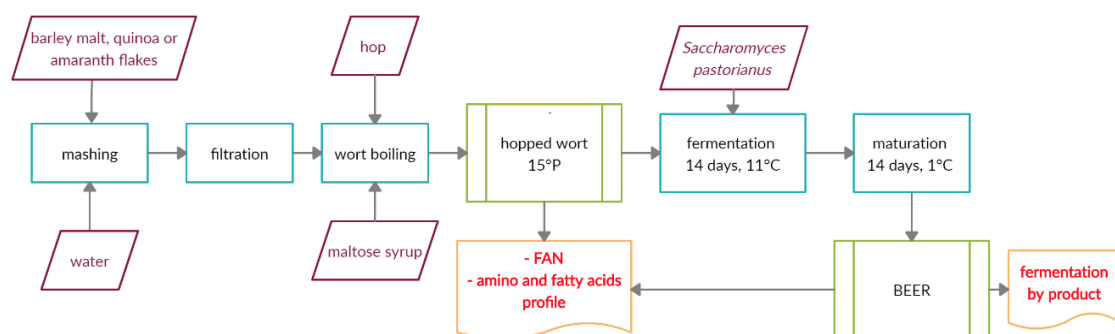 barley malt, quinoa or
amaranth flakes
hop
Saccharomyces
pastorianus
mashing
filtration
wort boiling
hopped wort
15°P
fermentation
14 days, 11°C
maturation
14 days, 1°C
water
maltose syrup
- FAN
- amino and fatty acids
profile
BEER
fermentation
by product